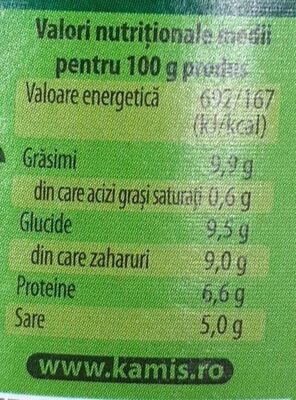 Valori nutriționale medii
pentru 100 g produs
Valoare energetică 692/167
(kJ/kcal)
Grăsimi 9,9 g
din care acizi grași saturați 0,6 g
Glucide 9,5 g
din care zaharuri 9,0 g
Proteine 6,6 g
Sare 5,0 g
www.kamis.ro